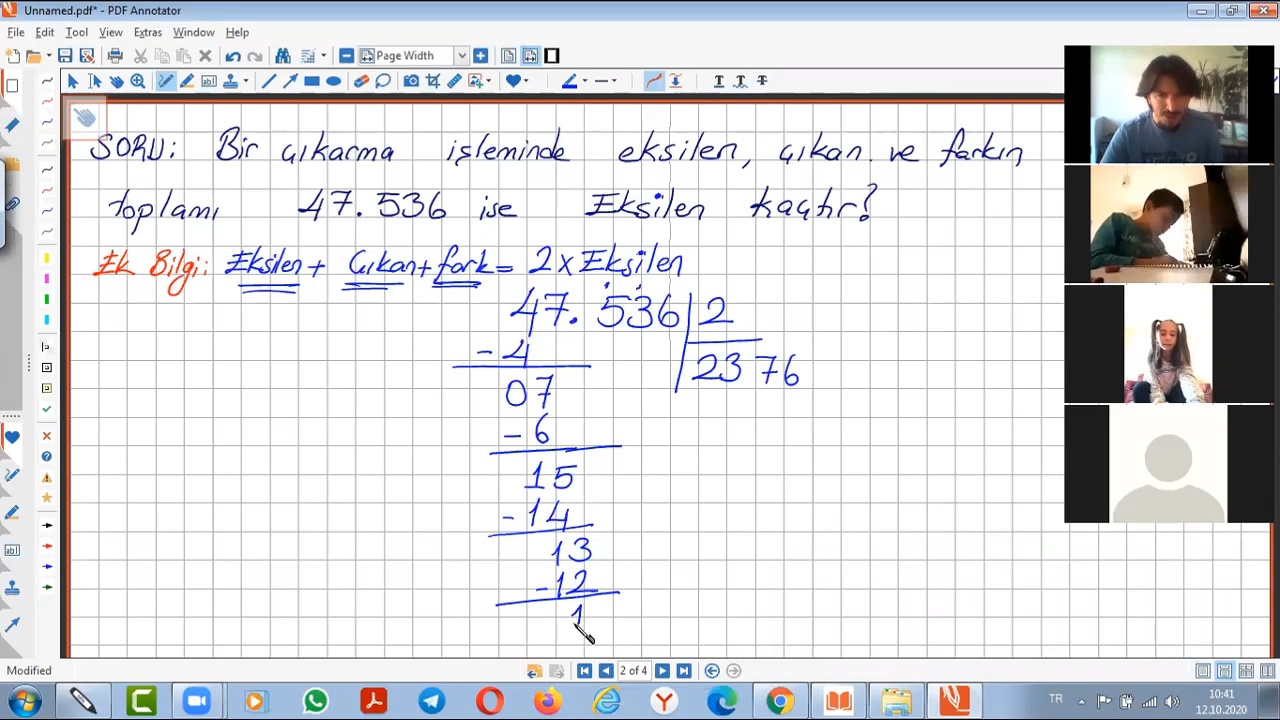 Unnamed.pdf* - PDF Annotator
File Edit Tool View Extras Window Help
Page Width
SORU: Bir çıkarma işleminde eksilen, çıkan ve farkın
toplamı 47.536 ise Eksilen kaçtır?
Ek Bilgi: Eksilen + Çıkan + fark = 2 x Eksilen
47.536 2
- 4 2376
07
- 6
15
- 14
13
- 12
1
Modified
2 of 4
TR
10:41
12.10.2020